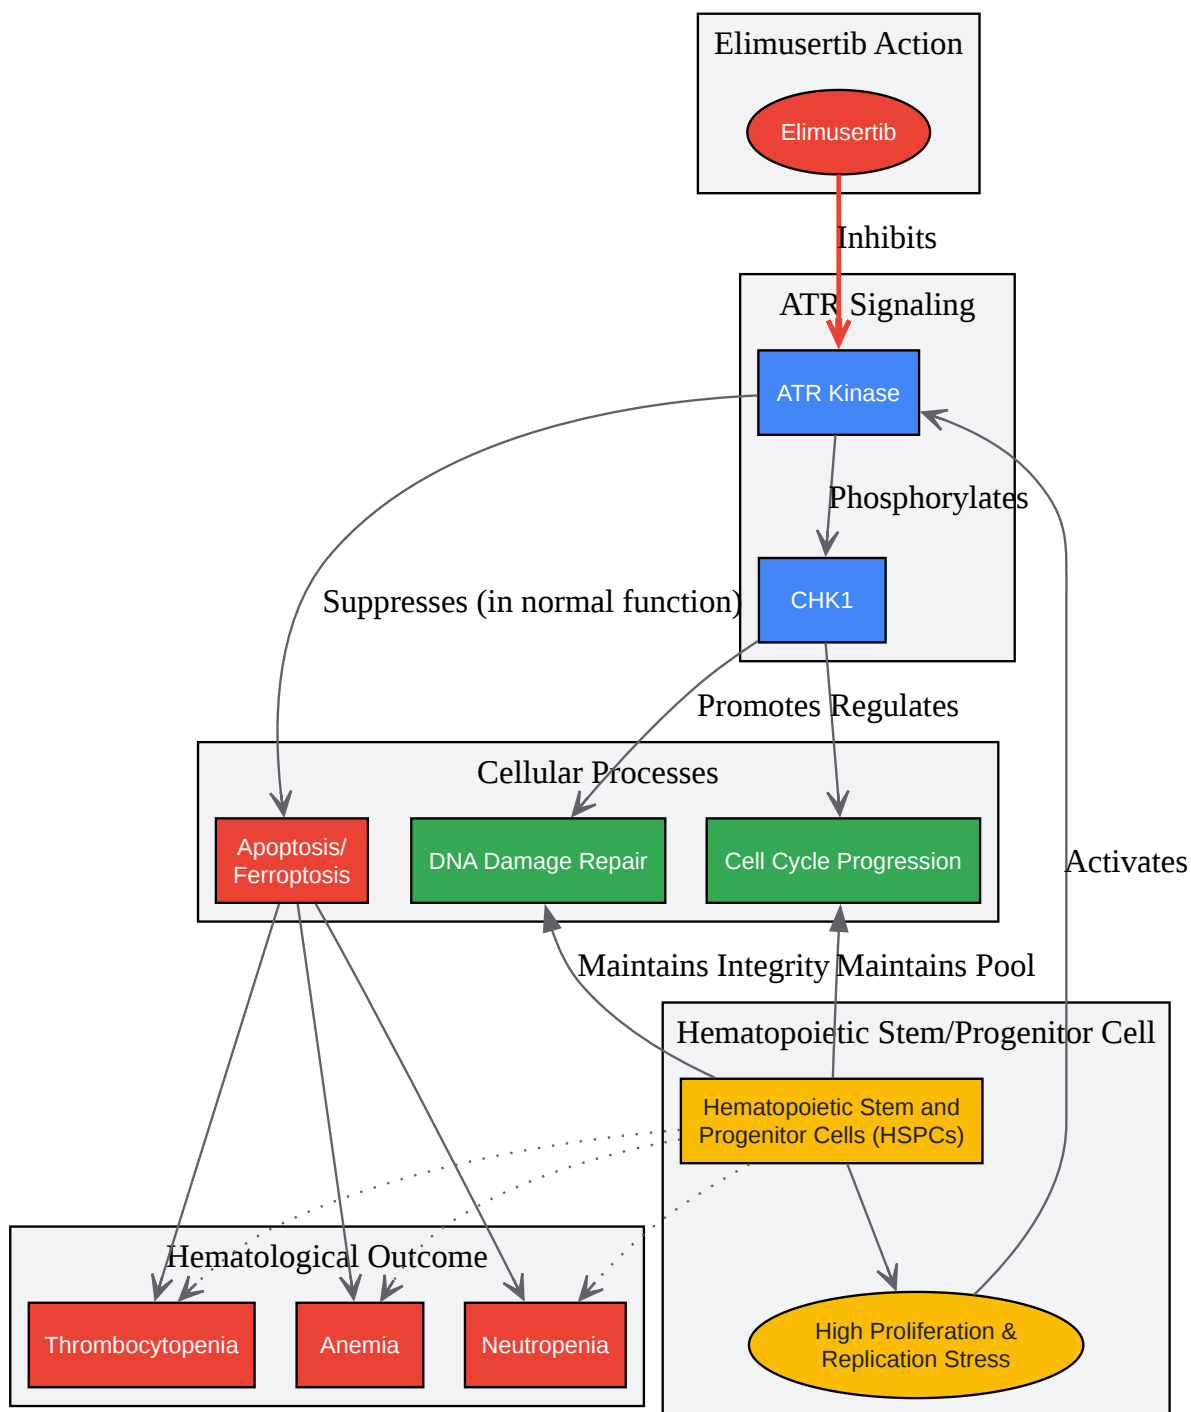 Elimusertib Action
Elimusertib
Inhibits
ATR Signaling
ATR Kinase
Phosphorylates
Suppresses (in normal function)
CHK1
Promotes
Regulates
Cellular Processes
Apoptosis/
Ferroptosis
DNA Damage Repair
Cell Cycle Progression
Activates
Maintains Integrity
Maintains Pool
Hematopoietic Stem/Progenitor Cell
Hematopoietic Stem and
Progenitor Cells (HSPCs)
Hematological Outcome
Thrombocytopenia
Anemia
Neutropenia
High Proliferation &
Replication Stress